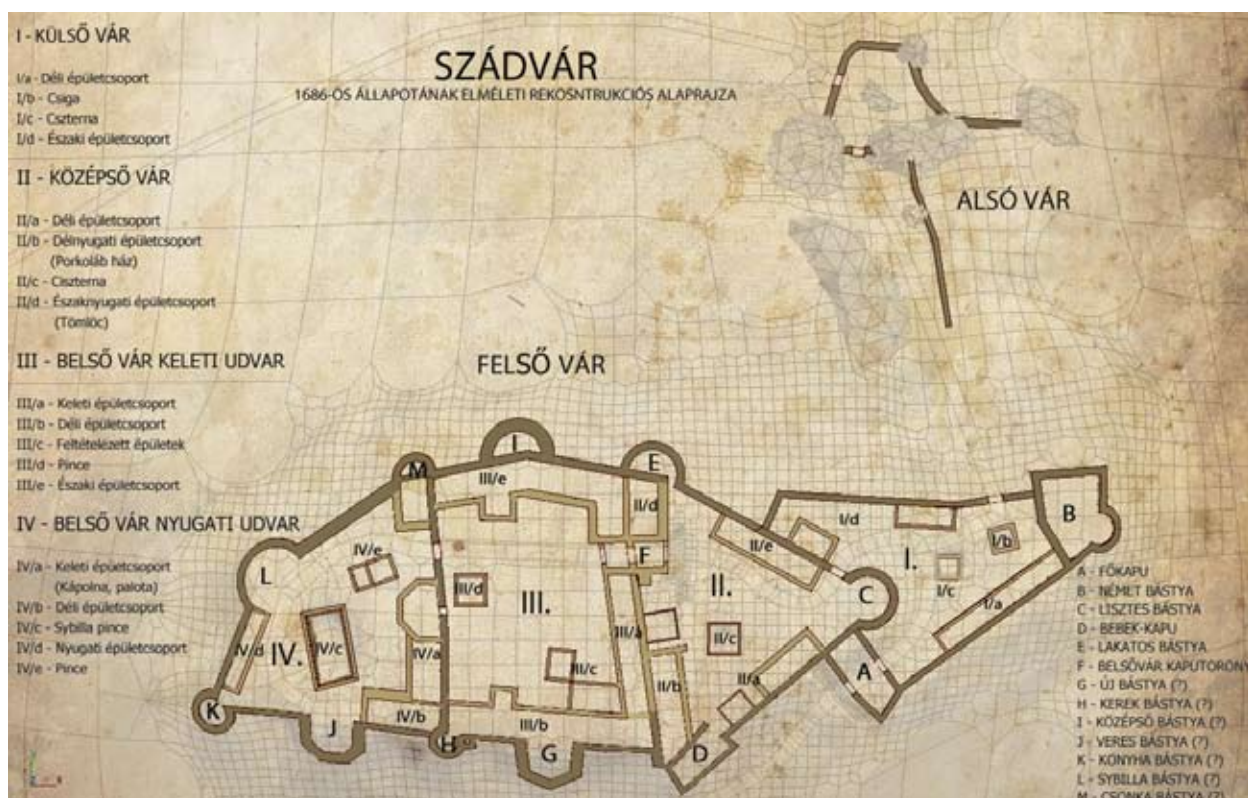 SZÁDVÁR
1686-ÖS ÁLLAPOTÁNAK ELMÉLETI REKOSNTRUKCIÓS ALAPRAJZA
I - KÜLSŐ VÁR
I/a - Déli épületcsoport
I/b - Csiga
I/c - Cszterna
I/d - Északi épületcsoport
II - KÖZÉPSŐ VÁR
II/a - Déli épületcsoport
II/b - Délnyugati épületcsoport
(Porkoláb ház)
II/c - Ciszterna
II/d - Északnyugati épületcsoport
(Tömlöc)
III - BELSŐ VÁR KELETI UDVAR
III/a - Keleti épületcsoport
III/b - Déli épületcsoport
III/c - Feltételezett épületek
III/d - Pince
III/e - Északi épületcsoport
IV - BELSŐ VÁR NYUGATI UDVAR
IV/a - Keleti épületcsoport
(Kápolna, palota)
IV/b - Déli épületcsoport
IV/c - Sybilla pince
IV/d - Nyugati épületcsoport
IV/e - Pince
ALSÓ VÁR
FELSŐ VÁR
I
E
M
III/e
II/d
I/d
B
I/b
I.
L
IV/e
F
II/e
II.
I/c
III/d
III.
C
I/a
IV/d
IV.
IV/c
IV/a
III/a
II/c
III/c
II/b
II/a
A
K
J
IV/b
H
III/b
G
D
A - FŐKAPU
B - NÉMET BÁSTYA
C - LISZTES BÁSTYA
D - BEBEK-KAPU
E - LAKATOS BÁSTYA
F - BELSŐVÁR KAPUTORONY
G - ÚJ BÁSTYA (?)
H - KEREK BÁSTYA (?)
I - KÖZÉPSŐ BÁSTYA (?)
J - VERES BÁSTYA (?)
K - KONYHA BÁSTYA (?)
L - SYBILLA BÁSTYA (?)
M - CSONKA BÁSTYA (?)